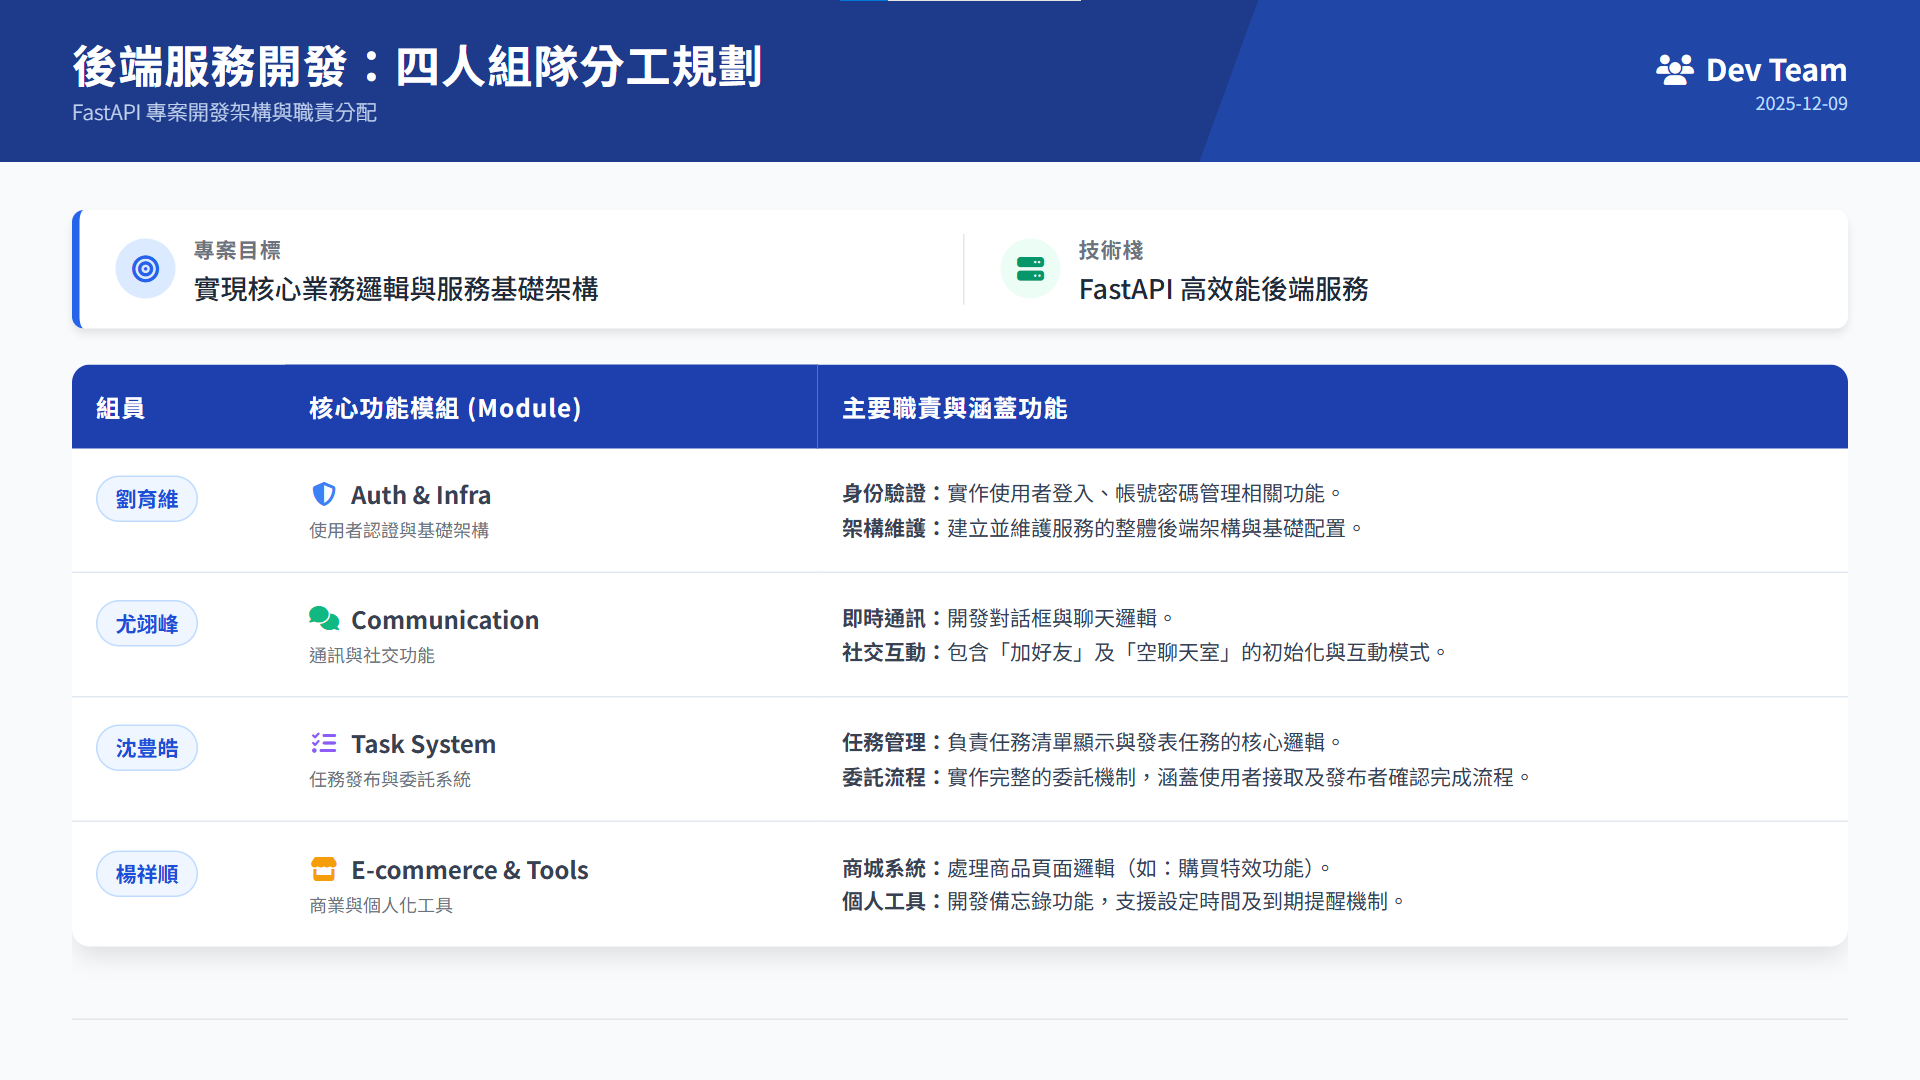 後端服務開發：四人組隊分工規劃
FastAPI 專案開發架構與職責分配
Dev Team
2025-12-09
專案目標
實現核心業務邏輯與服務基礎架構
技術棧
FastAPI 高效能後端服務
組員
核心功能模組 (Module)
主要職責與涵蓋功能
劉育維
Auth & Infra
使用者認證與基礎架構
身份驗證：實作使用者登入、帳號密碼管理相關功能。
架構維護：建立並維護服務的整體後端架構與基礎配置。
尤翊峰
Communication
通訊與社交功能
即時通訊：開發對話框與聊天邏輯。
社交互動：包含「加好友」及「空聊天室」的初始化與互動模式。
沈豊皓
Task System
任務發布與委託系統
任務管理：負責任務清單顯示與發表任務的核心邏輯。
委託流程：實作完整的委託機制，涵蓋使用者接取及發布者確認完成流程。
楊祥順
E-commerce & Tools
商業與個人化工具
商城系統：處理商品頁面邏輯（如：購買特效功能）。
個人工具：開發備忘錄功能，支援設定時間及到期提醒機制。